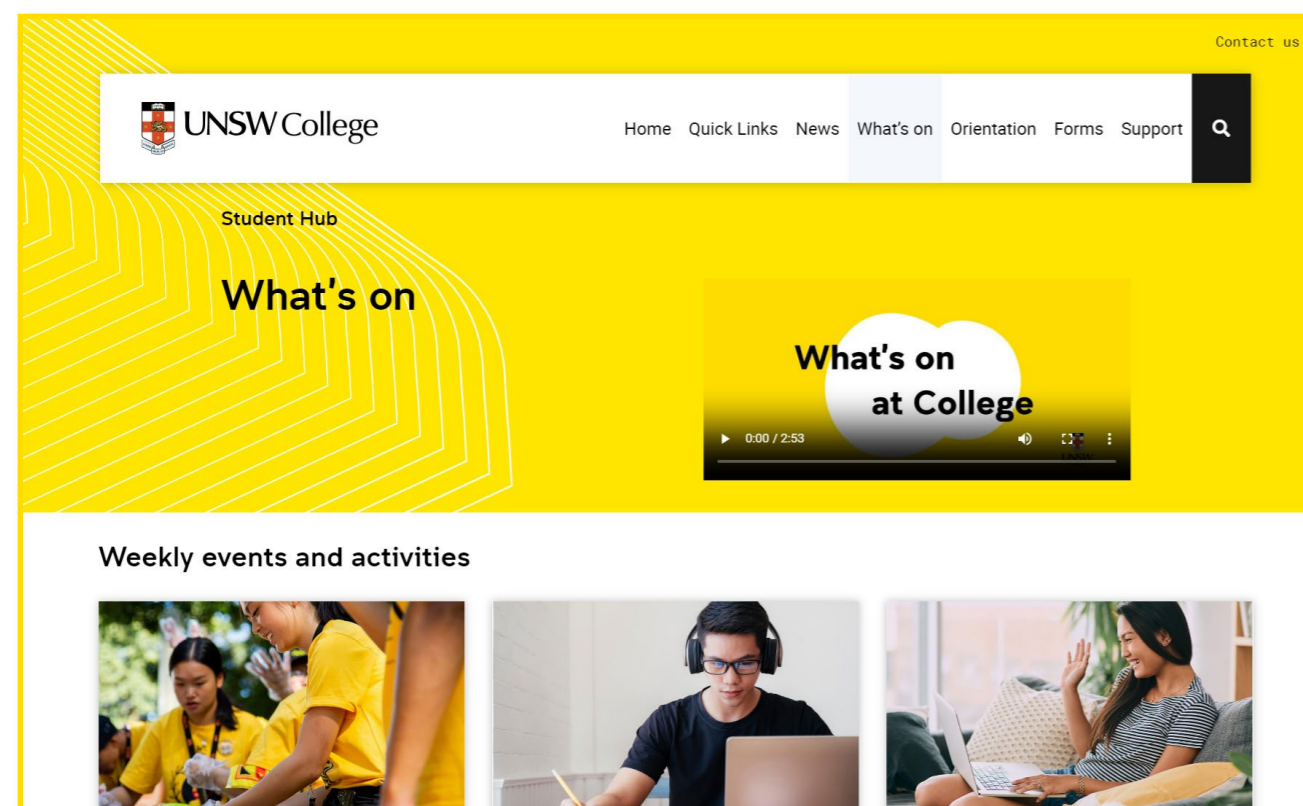 Contact us
UNSW College
Home Quick Links News What's on Orientation Forms Support
Student Hub
What's on
What's on
at College
0:00 / 2:53
UNSW
Weekly events and activities